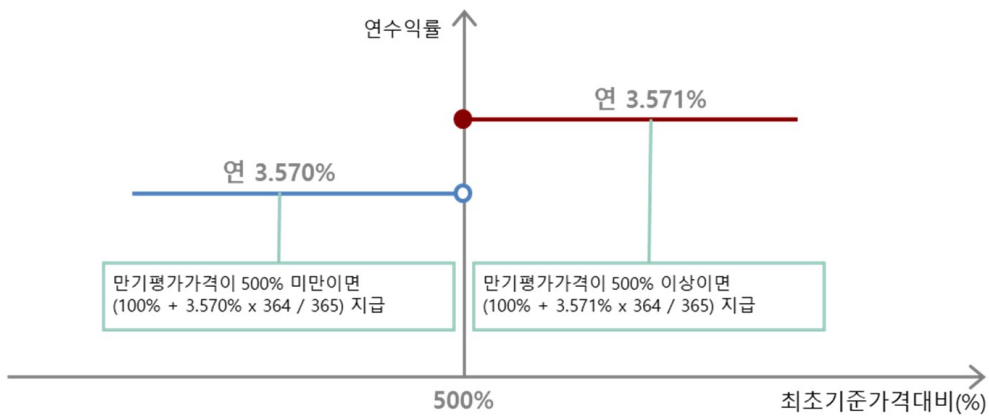 연수익률
연 3.571%
연 3.570%
만기평가가격이 500% 미만이면
(100% + 3.570% x 364 / 365) 지급
만기평가가격이 500% 이상이면
(100% + 3.571% x 364 / 365) 지급
500%
최초기준가격대비(%)